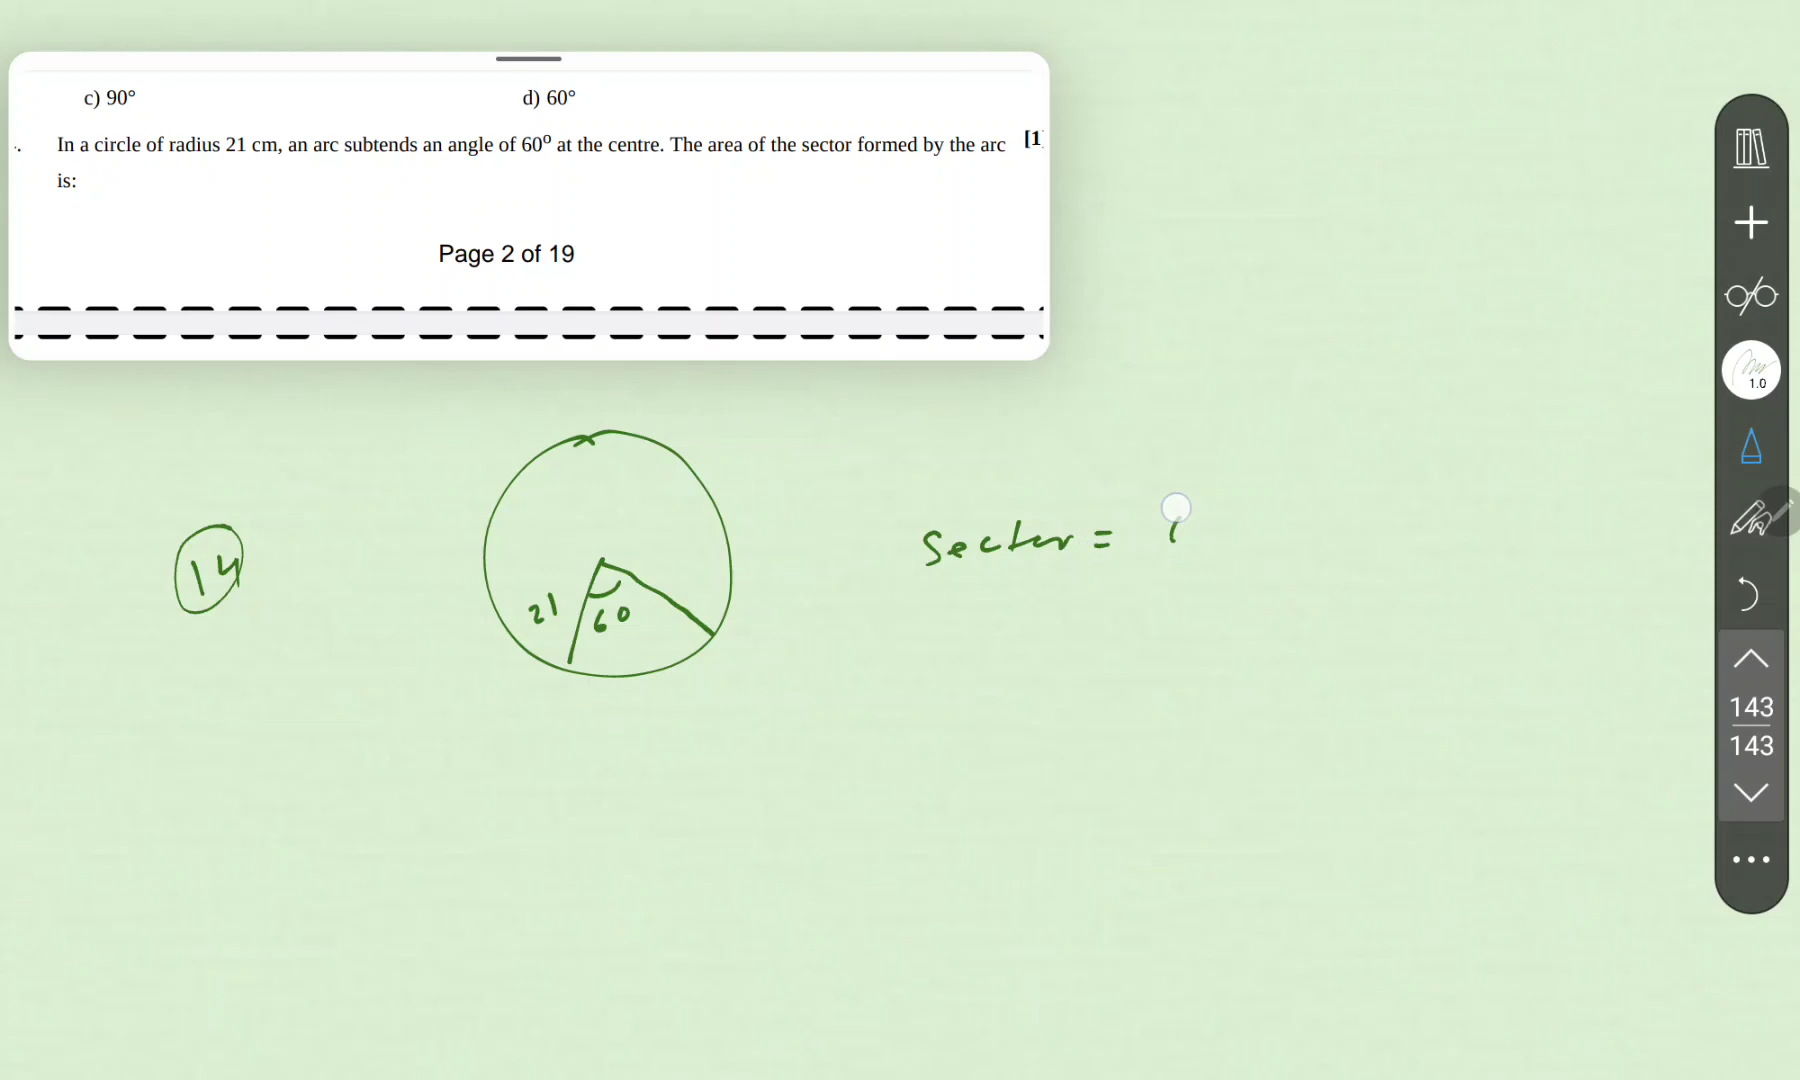 c) 90°
d) 60°
. In a circle of radius 21 cm, an arc subtends an angle of 60⁰ at the centre. The area of the sector formed by the arc [1
is:
Page 2 of 19
14
21
60
Sector = (
1.0
143
143